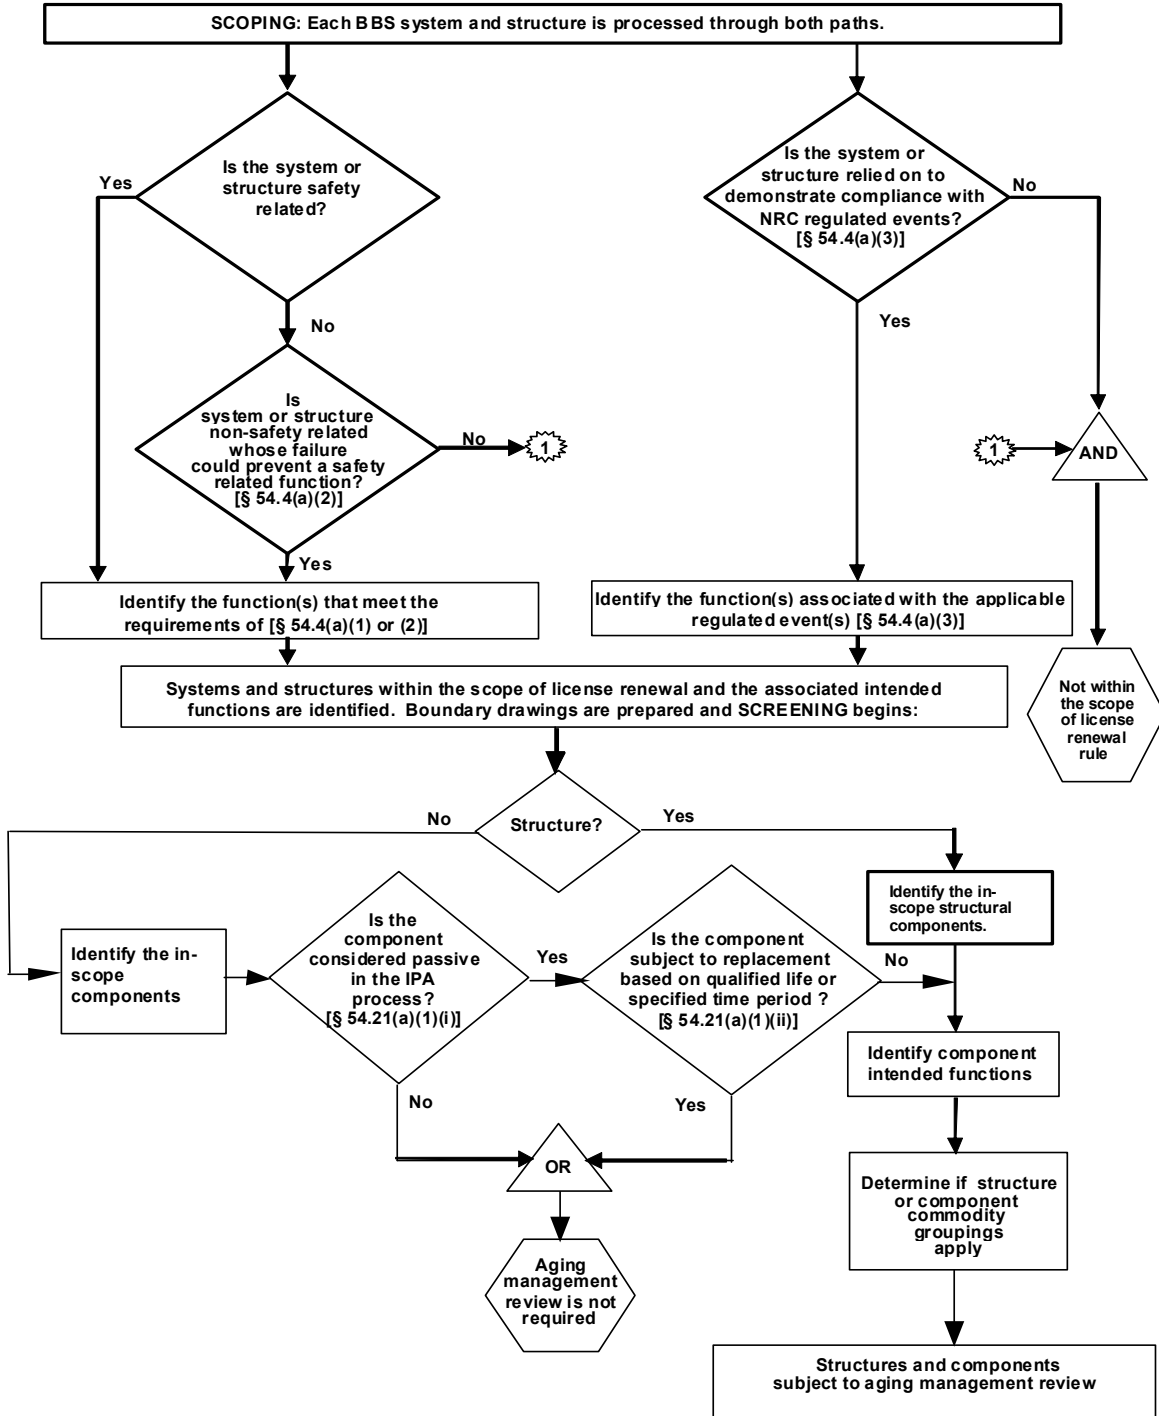 SCOPING: Each BBS system and structure is processed through both paths.
Is the system or
structure safety
related?
Yes
No
Is the system or
structure relied on to
demonstrate compliance with
NRC regulated events?
[§ 54.4(a)(3)]
No
Yes
Is
system or structure
non-safety related
whose failure
could prevent a safety
related function?
[§ 54.4(a)(2)]
No
1
Yes
1
AND
Identify the function(s) that meet the
requirements of [§ 54.4(a)(1) or (2)]
Identify the function(s) associated with the applicable
regulated event(s) [§ 54.4(a)(3)]
Not within
the scope
of license
renewal
rule
Systems and structures within the scope of license renewal and the associated intended
functions are identified. Boundary drawings are prepared and SCREENING begins:
Structure?
No
Yes
Identify the in-
scope structural
components.
Identify the in-
scope
components
Is the
component
considered passive
in the IPA
process?
[§ 54.21(a)(1)(i)]
Yes
No
Is the component
subject to replacement
based on qualified life or
specified time period ?
[§ 54.21(a)(1)(ii)]
No
Yes
Identify component
intended functions
OR
Determine if structure
or component
commodity
groupings
apply
Aging
management
review is not
required
Structures and components
subject to aging management review